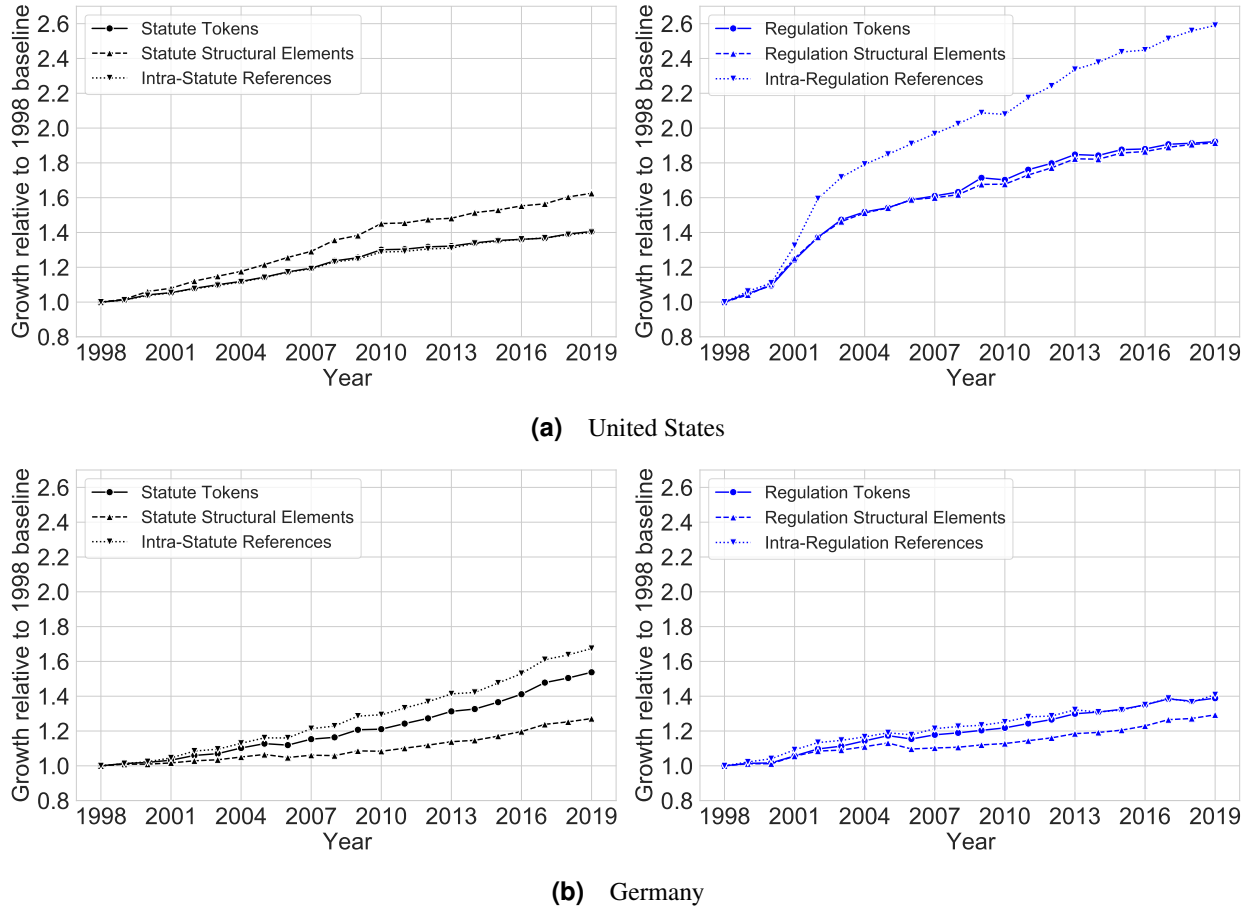 Growth relative to 1998 baseline
2.6
2.4
2.2
2.0
1.8
1.6
1.4
1.2
1.0
0.8
Statute Tokens
Statute Structural Elements
Intra-Statute References
1998 2001 2004 2007 2010 2013 2016 2019
Year
Growth relative to 1998 baseline
2.6
2.4
2.2
2.0
1.8
1.6
1.4
1.2
1.0
0.8
Regulation Tokens
Regulation Structural Elements
Intra-Regulation References
1998 2001 2004 2007 2010 2013 2016 2019
Year
(a) United States
Growth relative to 1998 baseline
2.6
2.4
2.2
2.0
1.8
1.6
1.4
1.2
1.0
0.8
Statute Tokens
Statute Structural Elements
Intra-Statute References
1998 2001 2004 2007 2010 2013 2016 2019
Year
Growth relative to 1998 baseline
2.6
2.4
2.2
2.0
1.8
1.6
1.4
1.2
1.0
0.8
Regulation Tokens
Regulation Structural Elements
Intra-Regulation References
1998 2001 2004 2007 2010 2013 2016 2019
Year
(b) Germany